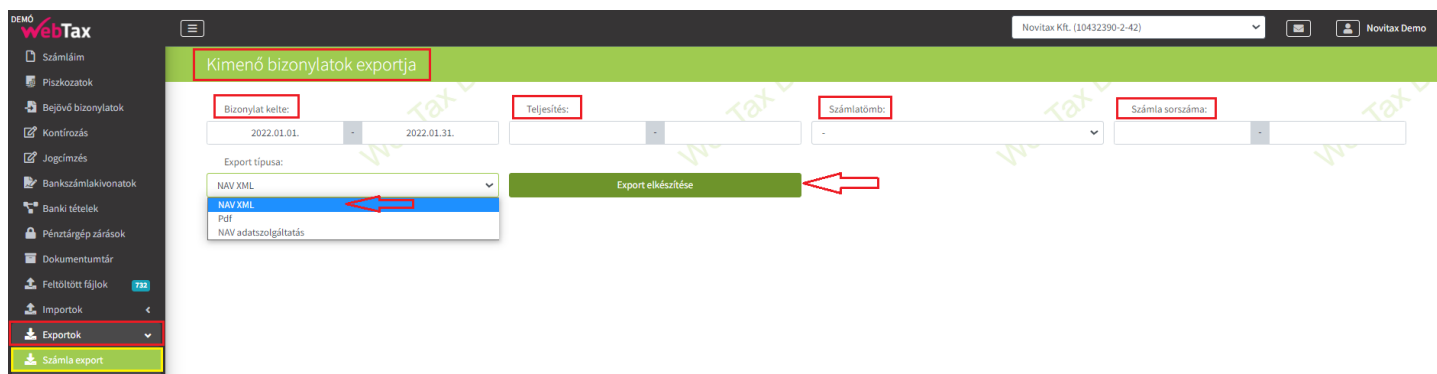 DEMÓ
WebTax
Novitax Kft. (10432390-2-42)
Novitax Demo
Számláim
Piszkozatok
Bejövő bizonylatok
Kontírozás
Jogcímzés
Bankszámlakivonatok
Banki tételek
Pénztárgép zárások
Dokumentumtár
Feltöltött fájlok 732
Importok
Exportok
Számla export
Kimenő bizonylatok exportja
Bizonylat kelte:
2022.01.01. - 2022.01.31.
Teljesítés:
-
Számlatömb:
-
Számla sorszáma:
-
Export típusa:
NAV XML
Export elkészítése
NAV XML
Pdf
NAV adatszolgáltatás